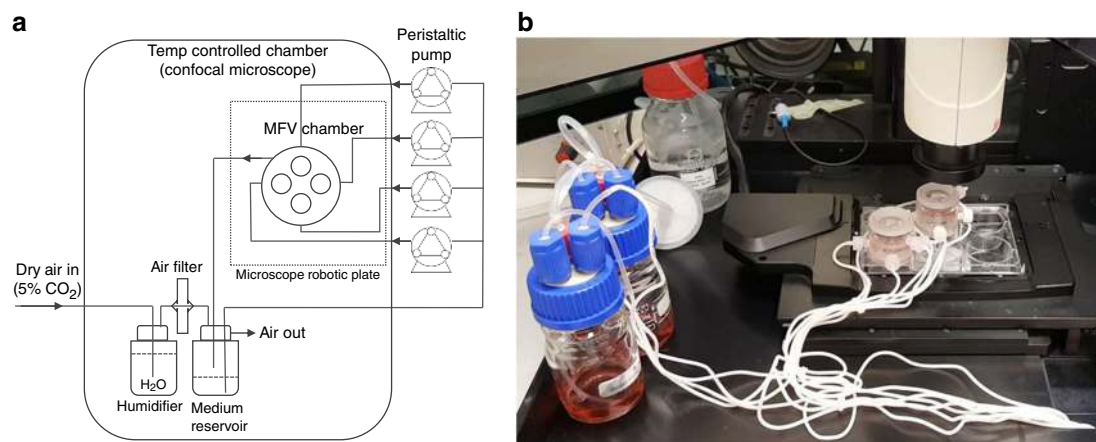 a
b
Temp controlled chamber
(confocal microscope)
Peristaltic
pump
MFV chamber
Microscope robotic plate
Dry air in
(5% CO₂)
Air filter
Air out
H₂O
Humidifier
Medium
reservoir